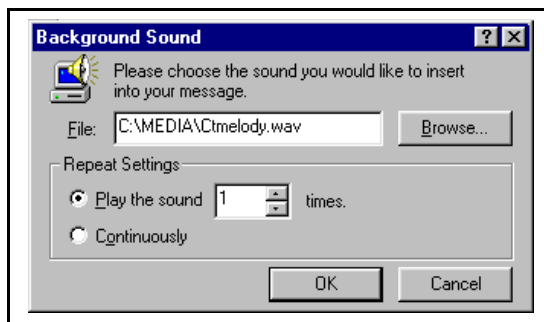 Background Sound
Please choose the sound you would like to insert
into your message.
File: C:\MEDIA\Ctmelody.wav Browse...
Repeat Settings
Play the sound 1 times.
Continuously
OK Cancel